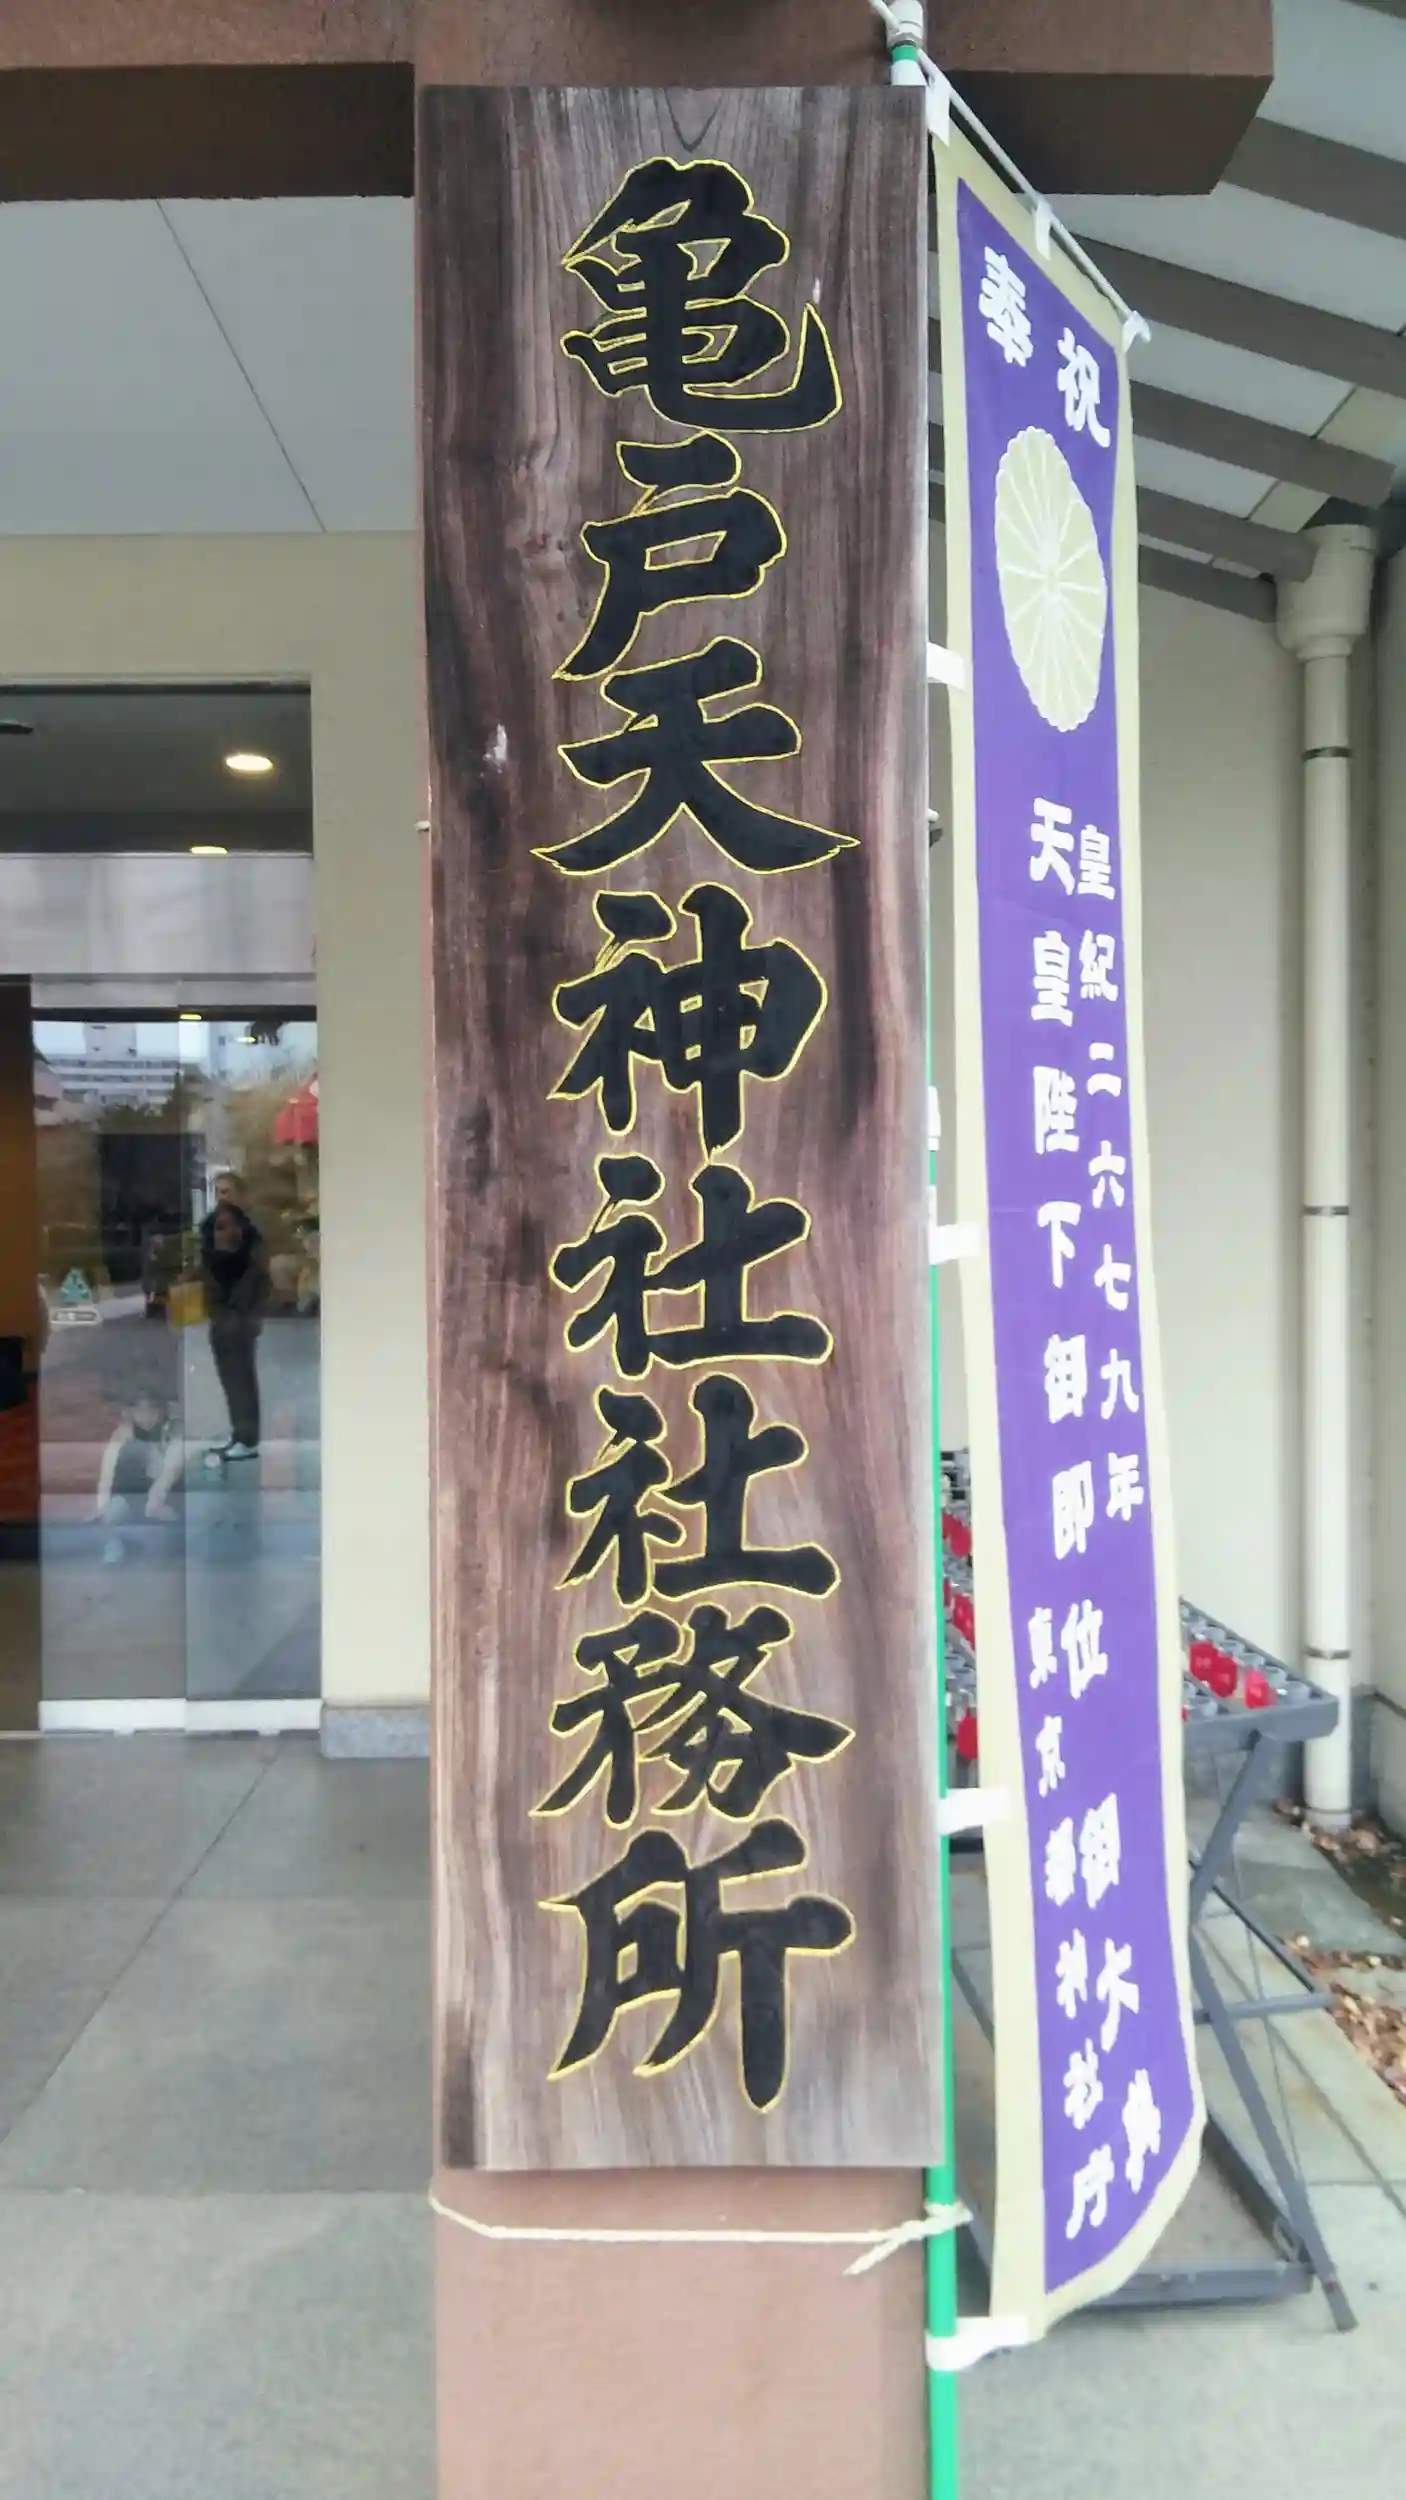 亀戸天神社社務所
奉祝
皇紀二六七九年
天皇陛下御即位 御大典
東京都神社庁